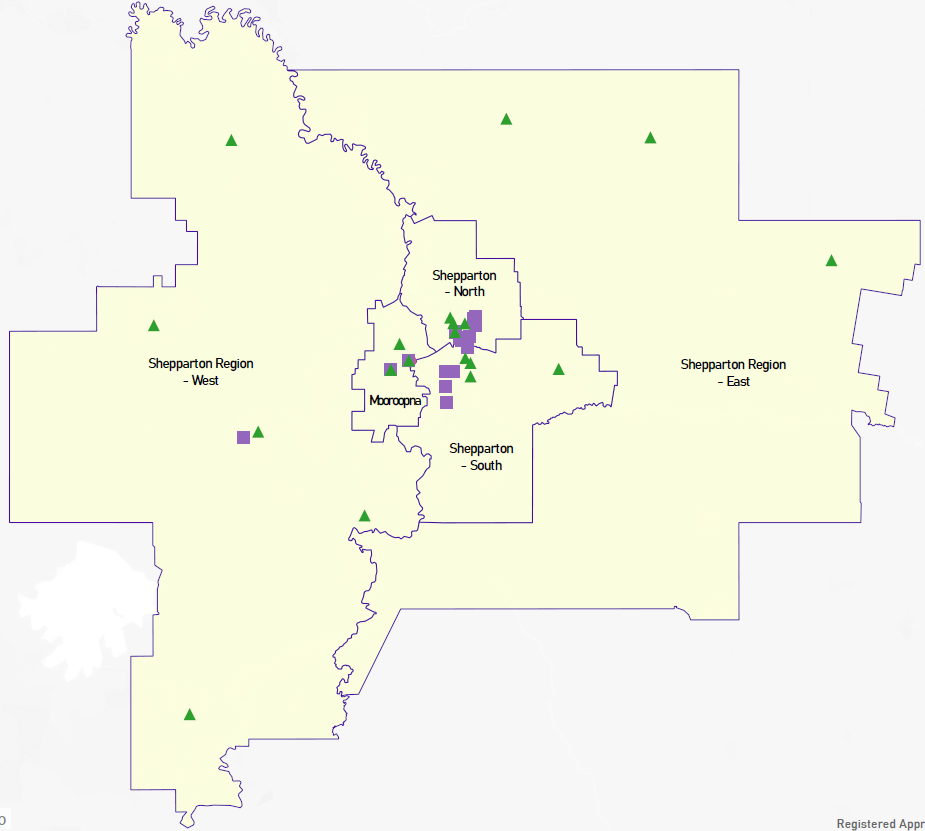 Shepparton
- North
Shepparton Region
- West
Shepparton Region
- East
Mooroopna
Shepparton
- South
Registered Appr